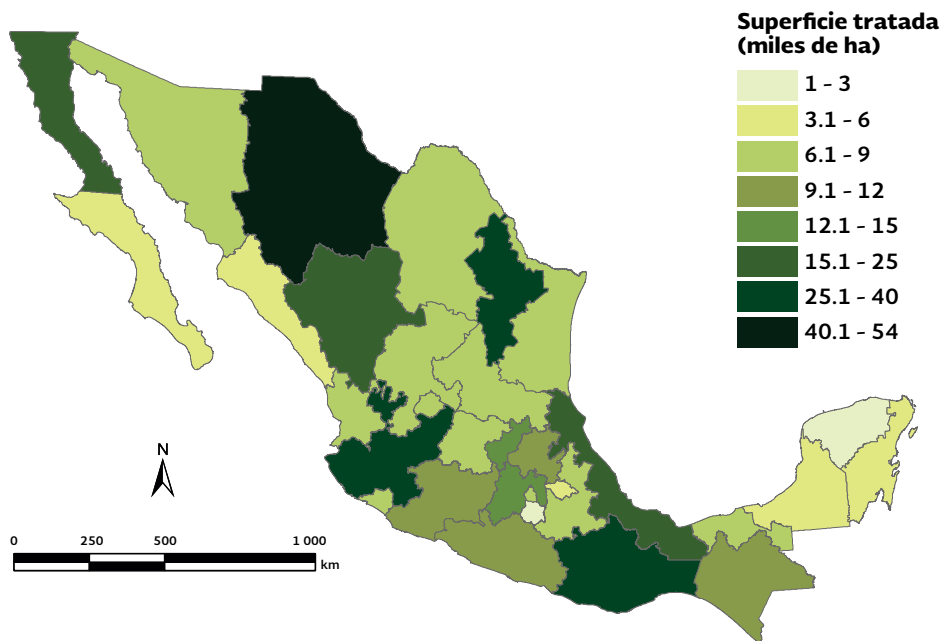 Superficie tratada
(miles de ha)
1 - 3
3.1 - 6
6.1 - 9
9.1 - 12
12.1 - 15
15.1 - 25
25.1 - 40
40.1 - 54
N
0 250 500 1 000
km